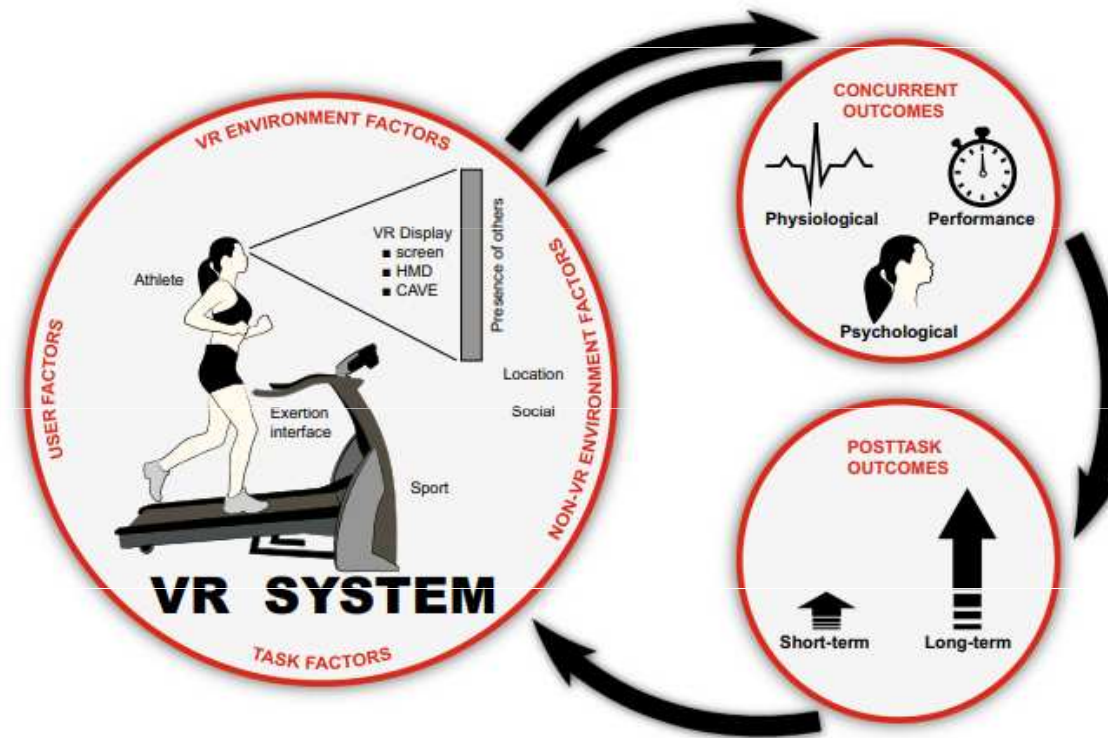 VR ENVIRONMENT FACTORS
USER FACTORS
NON-VR ENVIRONMENT FACTORS
TASK FACTORS
Athlete
VR Display
■ screen
■ HMD
■ CAVE
Presence of others
Location
Social
Exertion
interface
Sport
VR SYSTEM
CONCURRENT
OUTCOMES
Physiological
Performance
Psychological
POSTTASK
OUTCOMES
Short-term
Long-term